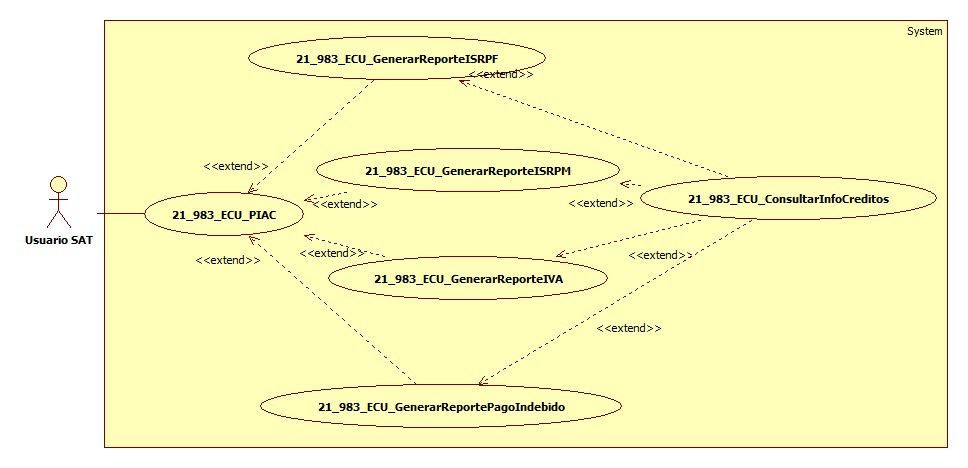 System
21_983_ECU_GenerarReporteISRPF
<<extend>>
<<extend>>
21_983_ECU_GenerarReporteISRPM
<<extend>>
<<extend>>
21_983_ECU_ConsultarInfoCreditos
21_983_ECU_PIAC
Usuario SAT
<<extend>>
<<extend>>
<<extend>>
21_983_ECU_GenerarReporteIVA
<<extend>>
21_983_ECU_GenerarReportePagoIndebido